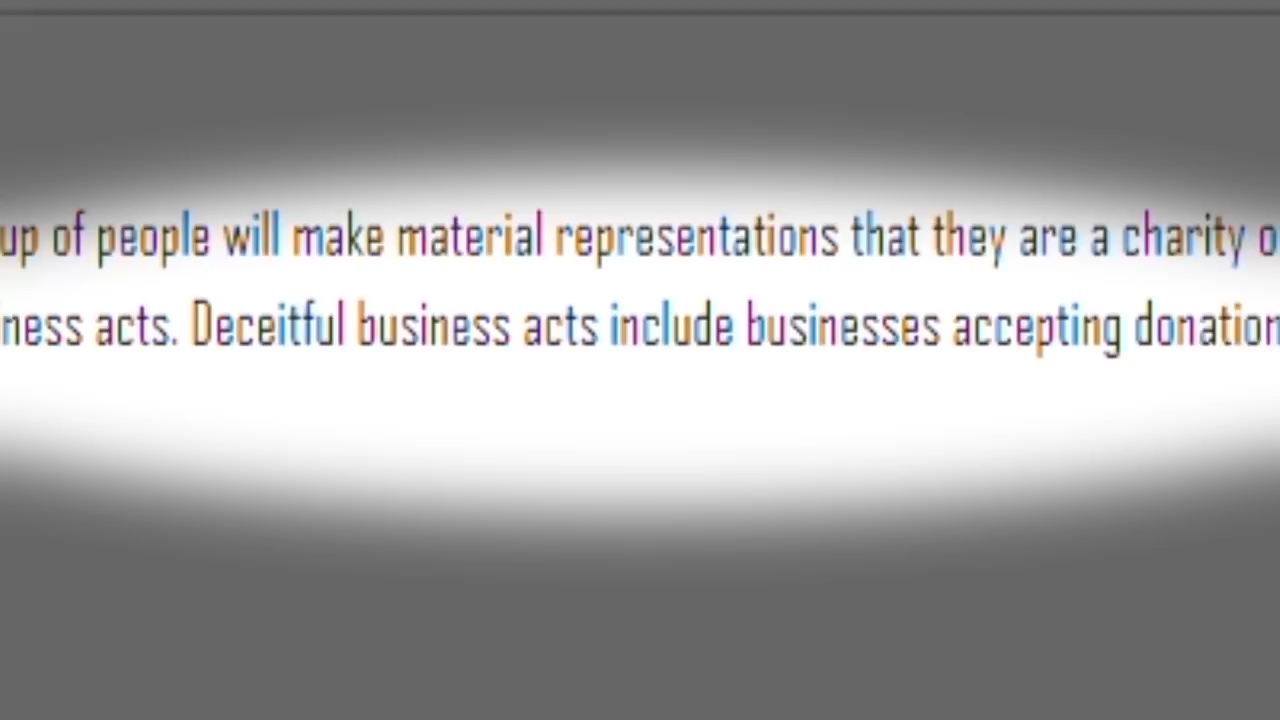 up of people will make material representations that they are a charity o
ness acts. Deceitful business acts include businesses accepting donation